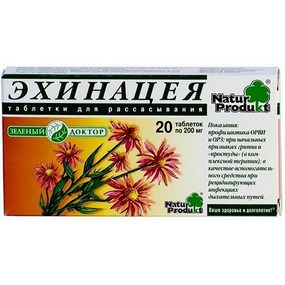 ЭХИНАЦЕЯ
таблетки для рассасывания
ЗЕЛЕНЫЙ ДОКТОР
20 таблеток
по 200 мг
Natur
Produkt
Показания:
профилактика ОРВИ
и ОРЗ; при начальных
признаках гриппа и
«простуды» (в ком-
плексной терапии); в
качестве вспомогатель-
ного средства при
рецидивирующих
инфекциях
дыхательных путей.
Natur
Produkt
Ваше здоровье и долголетие!